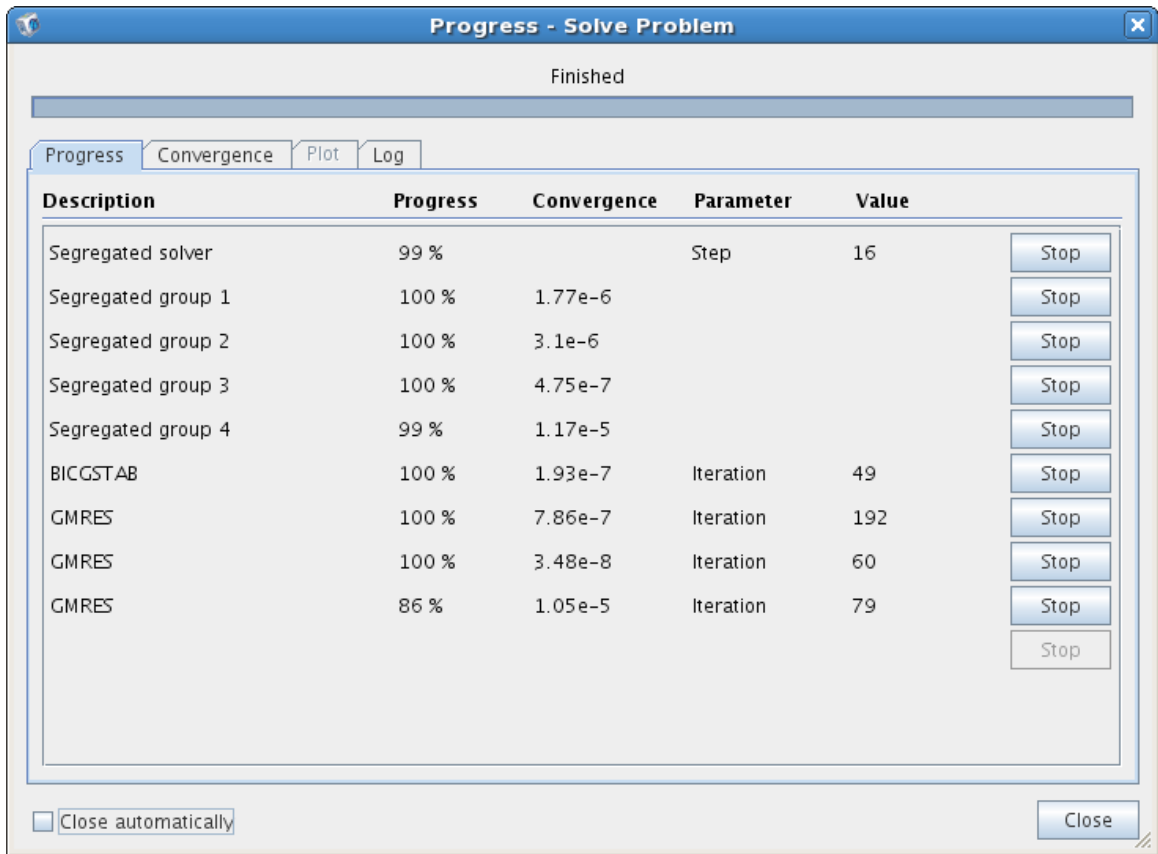 Progress - Solve Problem
Finished
Progress Convergence Plot Log
Description Progress Convergence Parameter Value
Segregated solver 99 % Step 16 Stop
Segregated group 1 100 % 1.77e-6 Stop
Segregated group 2 100 % 3.1e-6 Stop
Segregated group 3 100 % 4.75e-7 Stop
Segregated group 4 99 % 1.17e-5 Stop
BICGSTAB 100 % 1.93e-7 Iteration 49 Stop
GMRES 100 % 7.86e-7 Iteration 192 Stop
GMRES 100 % 3.48e-8 Iteration 60 Stop
GMRES 86 % 1.05e-5 Iteration 79 Stop
Stop
Close automatically Close